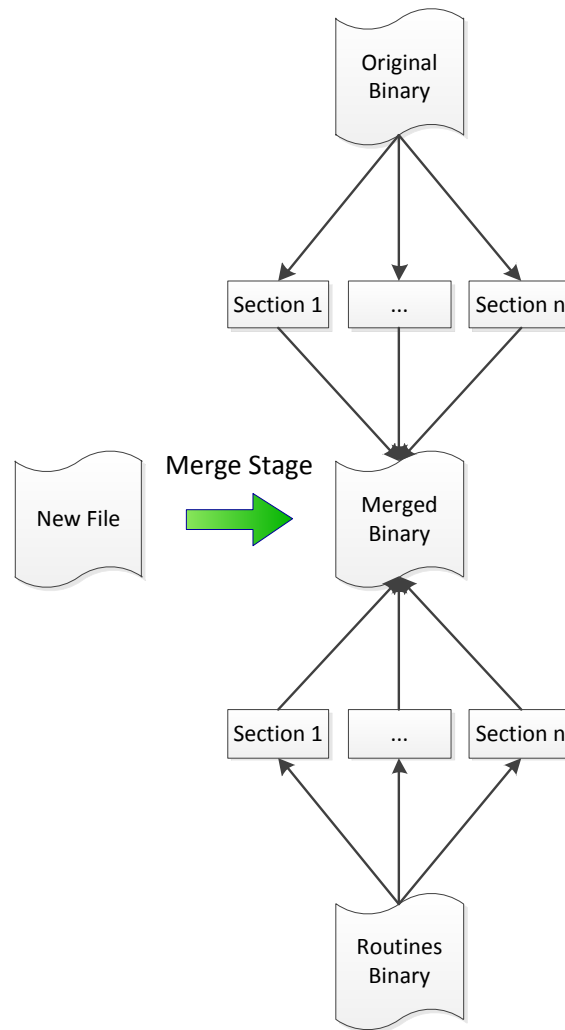 Original
Binary
Section 1
...
Section n
Merge Stage
New File
Merged
Binary
Section 1
...
Section n
Routines
Binary